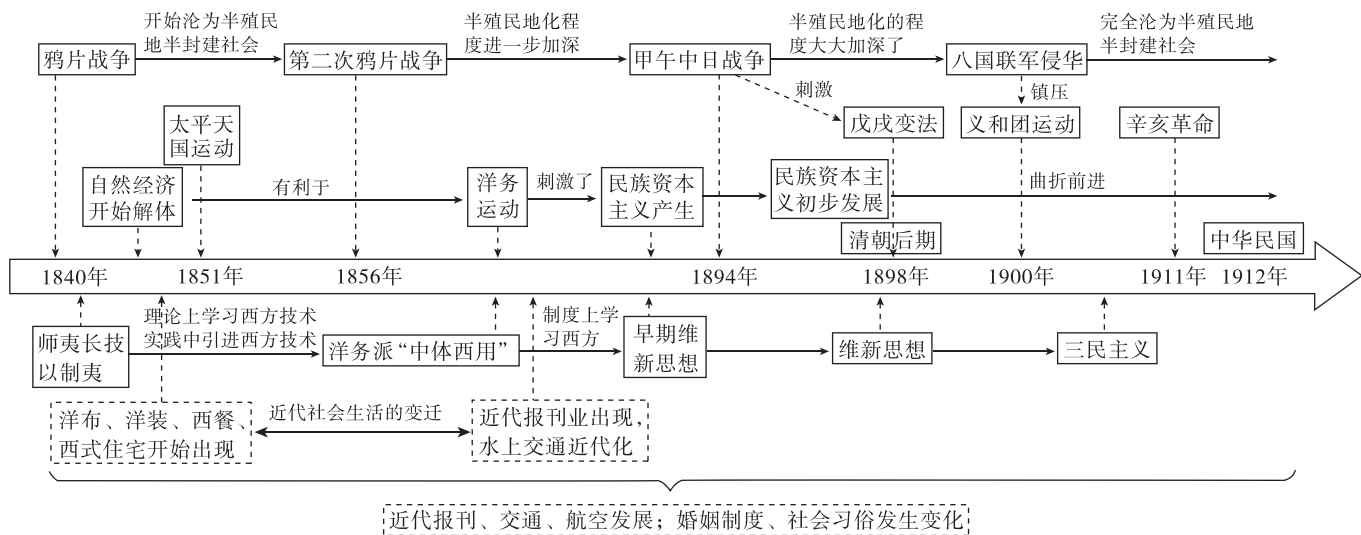 开始沦为半殖民
地半封建社会
半殖民地化程
度进一步加深
半殖民地化的程
度大大加深了
完全沦为半殖民地
半封建社会
鸦片战争
第二次鸦片战争
甲午中日战争
八国联军侵华
刺激
镇压
太平天
国运动
戊戌变法
义和团运动
辛亥革命
自然经济
开始解体
有利于
洋务
运动
刺激了
民族资本
主义产生
民族资本主
义初步发展
曲折前进
清朝后期
中华民国
1840年
1851年
1856年
1894年
1898年
1900年
1911年
1912年
师夷长技
以制夷
理论上学习西方技术
实践中引进西方技术
洋务派“中体西用”
制度上学
习西方
早期维
新思想
维新思想
三民主义
洋布、洋装、西餐、
西式住宅开始出现
近代社会生活的变迁
近代报刊业出现，
水上交通近代化
近代报刊、交通、航空发展；婚姻制度、社会习俗发生变化